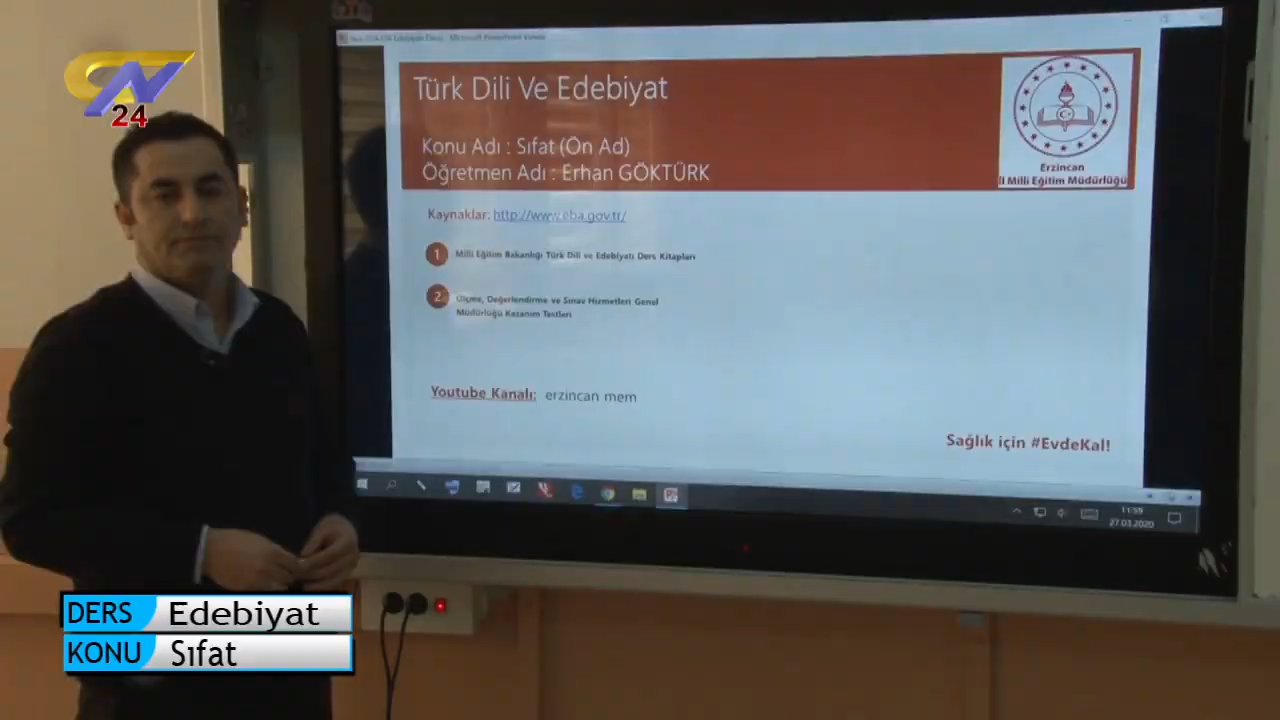 24
Türk Dili Ve Edebiyat
Konu Adı : Sıfat (Ön Ad)
Öğretmen Adı : Erhan GÖKTÜRK
Erzincan
İl Milli Eğitim Müdürlüğü
Kaynaklar: http://www.eba.gov.tr/
1 Milli Eğitim Bakanlığı Türk Dili ve Edebiyatı Ders Kitapları
2 Ölçme, Değerlendirme ve Sınav Hizmetleri Genel
Müdürlüğü Kazanım Testleri
Youtube Kanalı: erzincan mem
Sağlık için #EvdeKal!
11:59
27.03.2020
DERS Edebiyat
KONU Sıfat